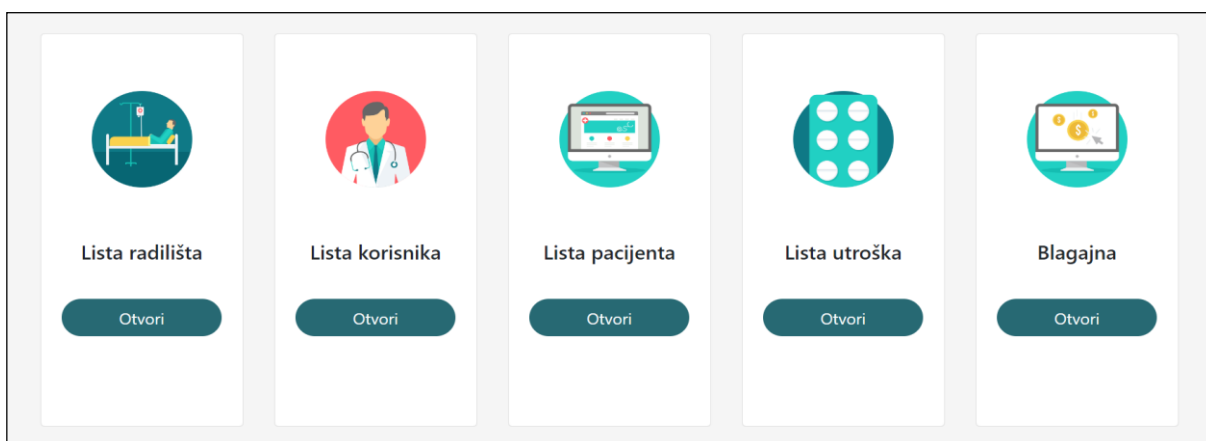 Lista radilišta
Lista korisnika
Lista pacijenta
Lista utroška
Blagajna
Otvori
Otvori
Otvori
Otvori
Otvori